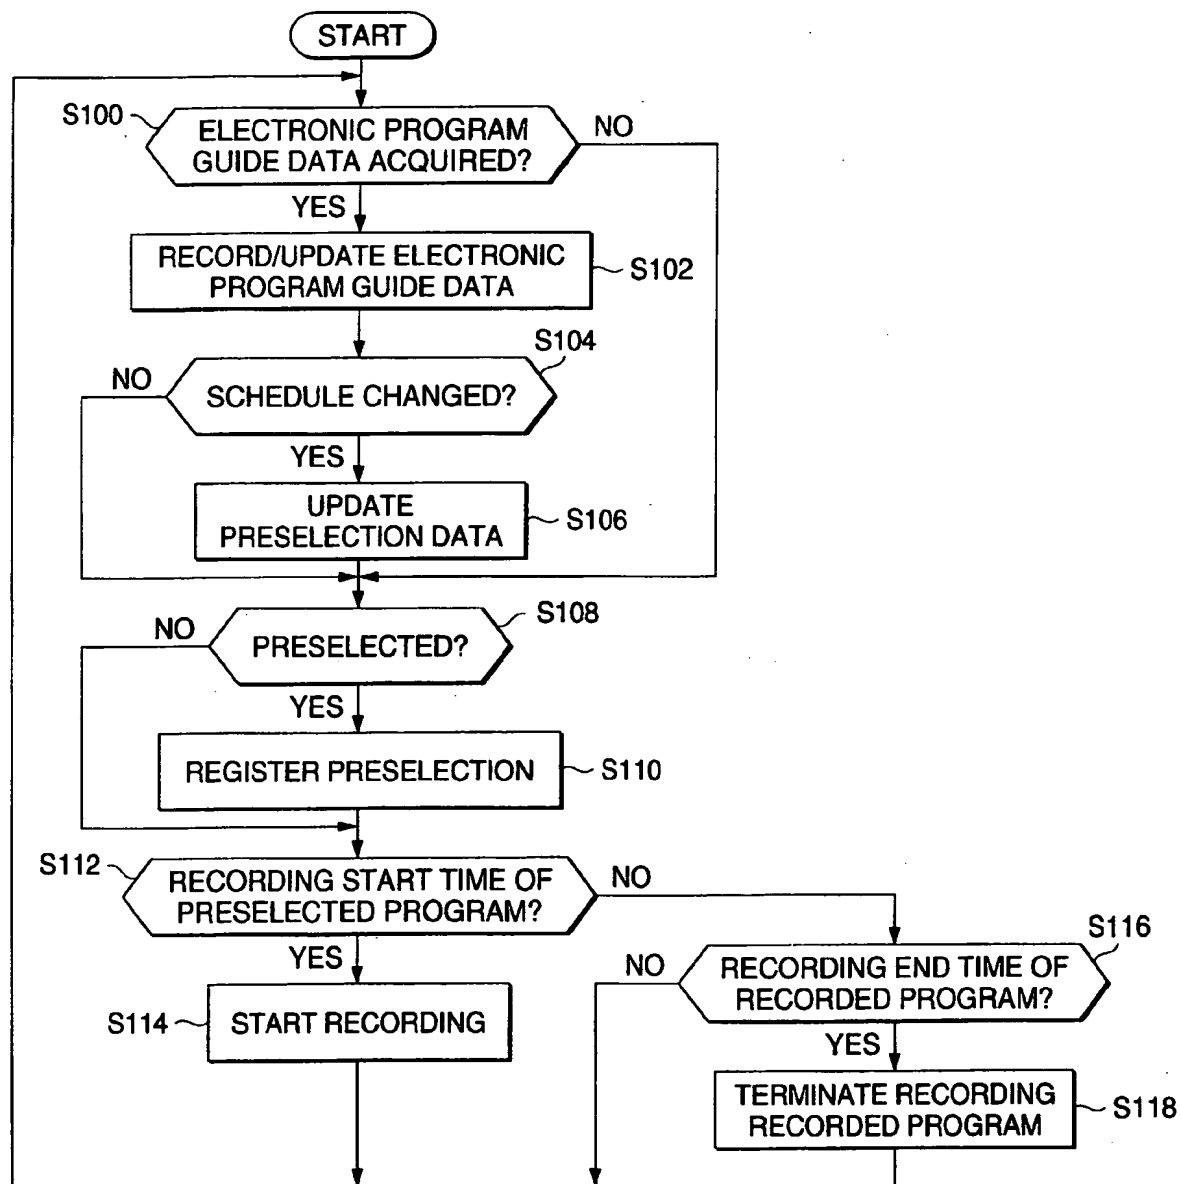 START
S100
ELECTRONIC PROGRAM
GUIDE DATA ACQUIRED?
NO
YES
RECORD/UPDATE ELECTRONIC
PROGRAM GUIDE DATA
S102
S104
NO
SCHEDULE CHANGED?
YES
UPDATE
PRESELECTION DATA
S106
S108
NO
PRESELECTED?
YES
REGISTER PRESELECTION
S110
S112
RECORDING START TIME OF
PRESELECTED PROGRAM?
NO
YES
S114
START RECORDING
S116
NO
RECORDING END TIME OF
RECORDED PROGRAM?
YES
TERMINATE RECORDING
RECORDED PROGRAM
S118